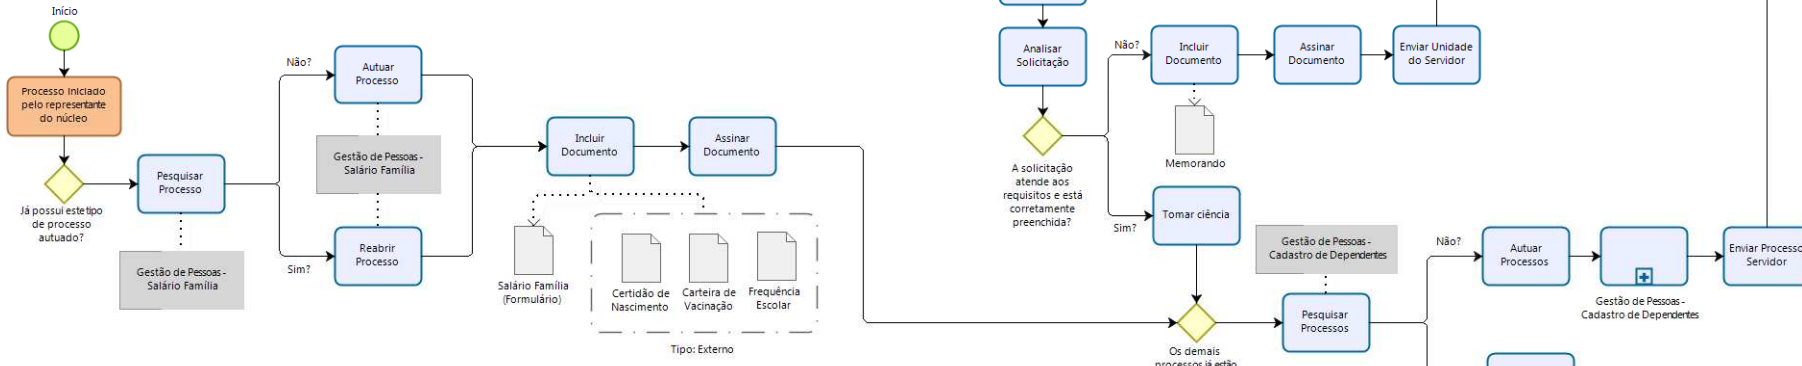 Início
Processo Iniciado
pelo representante
do núcleo
Já possui este tipo
de processo
autuado?
Pesquisar
Processo
Gestão de Pessoas -
Salário Família
Não?
Sim?
Autuar
Processo
Gestão de Pessoas -
Salário Família
Reabrir
Processo
Incluir
Documento
Assinar
Documento
Salário Família
(Formulário)
Certidão de
Nascimento
Carteira de
Vacinação
Frequência
Escolar
Tipo: Externo
Analisar
Solicitação
A solicitação
atende aos
requisitos e está
corretamente
preenchida?
Não?
Incluir
Documento
Memorando
Assinar
Documento
Enviar Unidade
do Servidor
Sim?
Tomar ciência
Os demais
processos já estão
Gestão de Pessoas -
Cadastro de Dependentes
Pesquisar
Processos
Não?
Autuar
Processos
Gestão de Pessoas -
Cadastro de Dependentes
Enviar Processo
Servidor